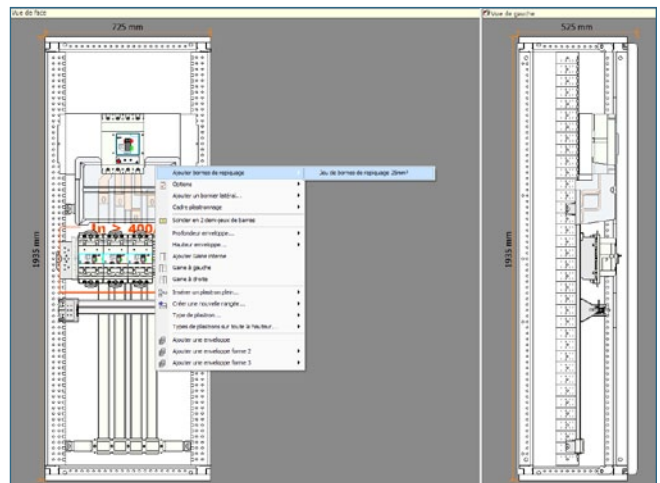 Vue de face
Vue de gauche
725 mm
525 mm
Ajouter bornes de repiquage
Jeu de bornes de repiquage 25mm²
Options
Ajouter un bornier latéral...
Cadre plastronnage
Scinder en 2 demi-jeux de barres
Profondeur enveloppe...
Hauteur enveloppe...
In > 400
1935 mm
1935 mm
Ajouter Gaine interne
Gaine à gauche
Gaine à droite
Insérer un plastron plein...
Créer une nouvelle rangée...
Type de plastron...
Types de plastrons sur toute la hauteur...
Ajouter une enveloppe
Ajouter une enveloppe forme 2
Ajouter une enveloppe forme 3